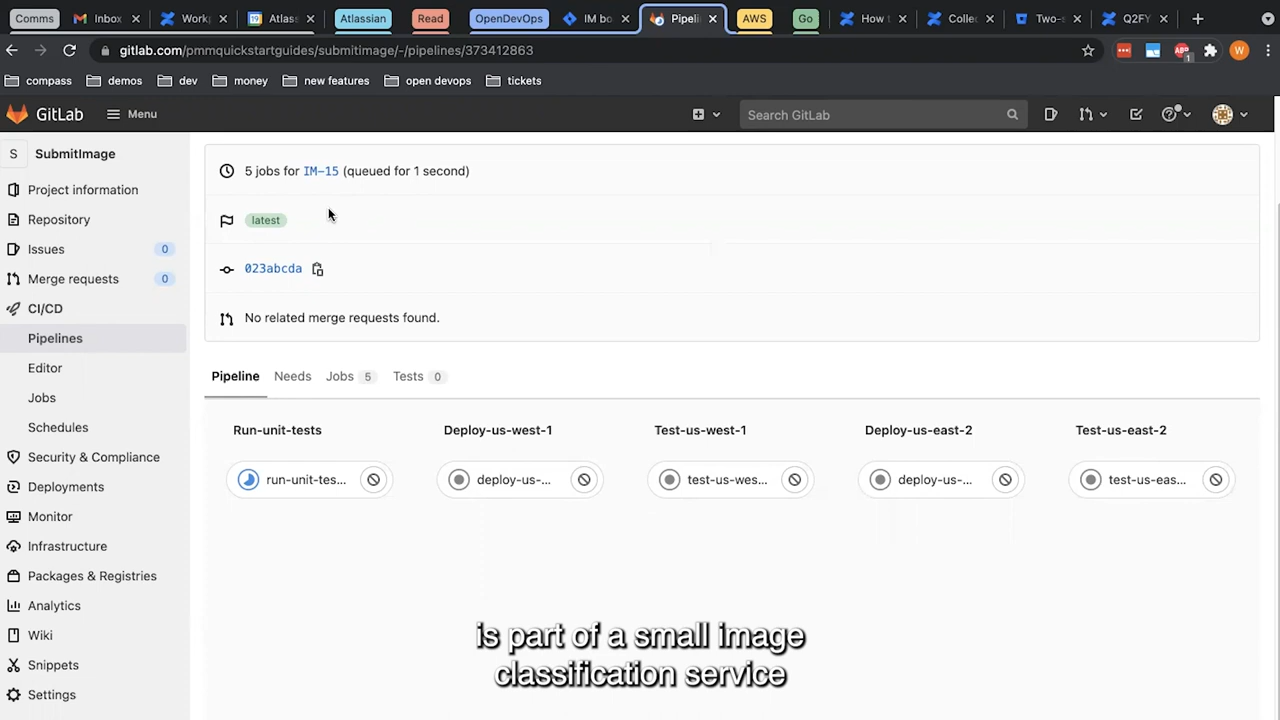 Comms
Inbox
Work
Atlass
Atlassian
Read
OpenDevOps
IM bo
Pipeli
AWS
Go
How t
Collec
Two-s
Q2FY
gitlab.com/pmmquickstartguides/submitimage/-/pipelines/373412863
ABP
1
W
compass
demos
dev
money
new features
open devops
tickets
GitLab
Menu
Search GitLab
S SubmitImage
Project information
Repository
Issues 0
Merge requests 0
CI/CD
Pipelines
Editor
Jobs
Schedules
Security & Compliance
Deployments
Monitor
Infrastructure
Packages & Registries
Analytics
Wiki
Snippets
Settings
5 jobs for IM-15 (queued for 1 second)
latest
023abcda
No related merge requests found.
Pipeline Needs Jobs 5 Tests 0
Run-unit-tests Deploy-us-west-1 Test-us-west-1 Deploy-us-east-2 Test-us-east-2
run-unit-tes... deploy-us-... test-us-wes... deploy-us-... test-us-eas...
is part of a small image
classification service